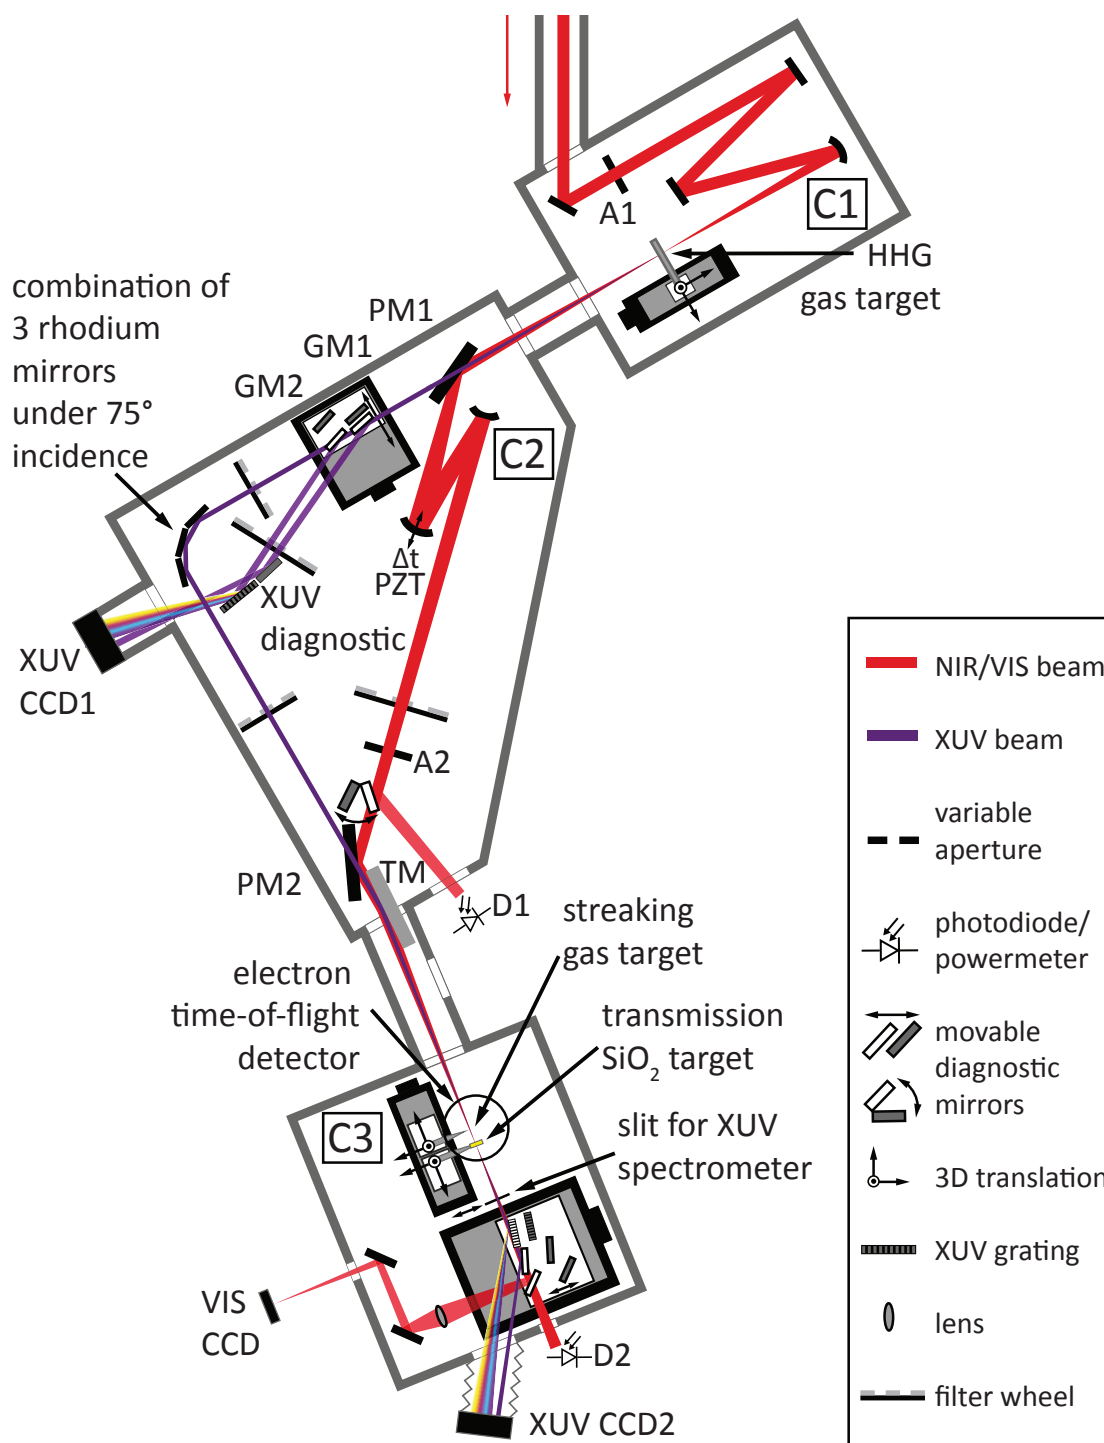 A1
C1
HHG
gas target
combination of
3 rhodium
mirrors
under 75°
incidence
PM1
GM1
GM2
C2
Δt
PZT
XUV
diagnostic
XUV
CCD1
A2
PM2
TM
D1
streaking
gas target
electron
time-of-flight
detector
transmission
SiO₂ target
C3
slit for XUV
spectrometer
VIS
CCD
D2
XUV CCD2
NIR/VIS beam
XUV beam
variable
aperture
photodiode/
powermeter
movable
diagnostic
mirrors
3D translation
XUV grating
lens
filter wheel